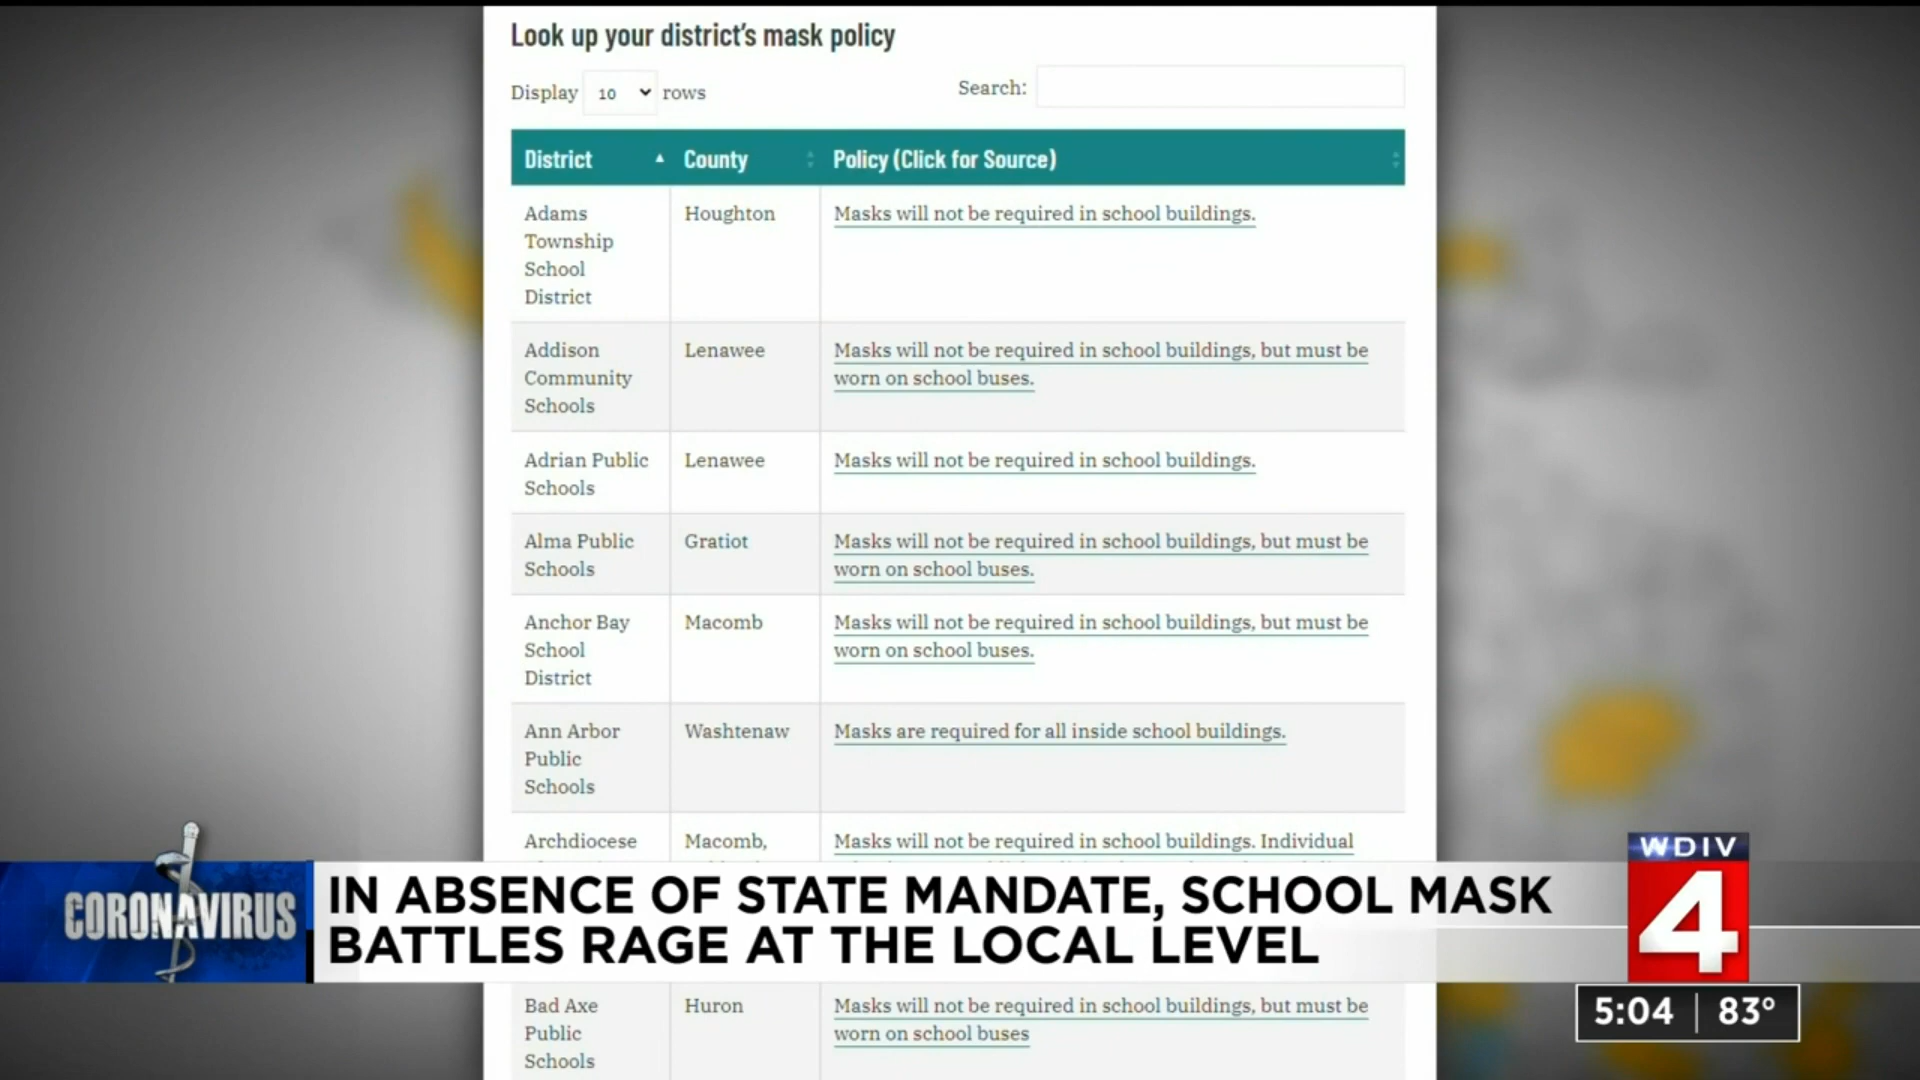 Look up your district's mask policy
Display 10 rows
Search:
District County Policy (Click for Source)
Adams Township School District
Houghton
Masks will not be required in school buildings.
Addison Community Schools
Lenawee
Masks will not be required in school buildings, but must be
worn on school buses.
Adrian Public Schools
Lenawee
Masks will not be required in school buildings.
Alma Public Schools
Gratiot
Masks will not be required in school buildings, but must be
worn on school buses.
Anchor Bay School District
Macomb
Masks will not be required in school buildings, but must be
worn on school buses.
Ann Arbor Public Schools
Washtenaw
Masks are required for all inside school buildings.
Archdiocese
Macomb,
Masks will not be required in school buildings. Individual
CORONAVIRUS
IN ABSENCE OF STATE MANDATE, SCHOOL MASK
BATTLES RAGE AT THE LOCAL LEVEL
WDIV
4
5:04 83°
Bad Axe Public Schools
Huron
Masks will not be required in school buildings, but must be
worn on school buses